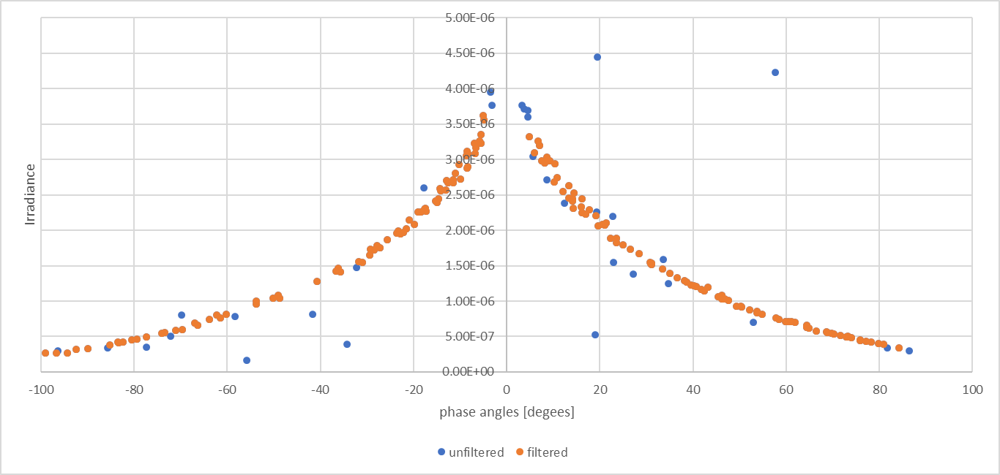 5.00E-06
4.50E-06
4.00E-06
3.50E-06
3.00E-06
2.50E-06
2.00E-06
1.50E-06
1.00E-06
5.00E-07
0.00E+00
Irradiance
-100 -80 -60 -40 -20 0 20 40 60 80 100
phase angles [degees]
unfiltered filtered